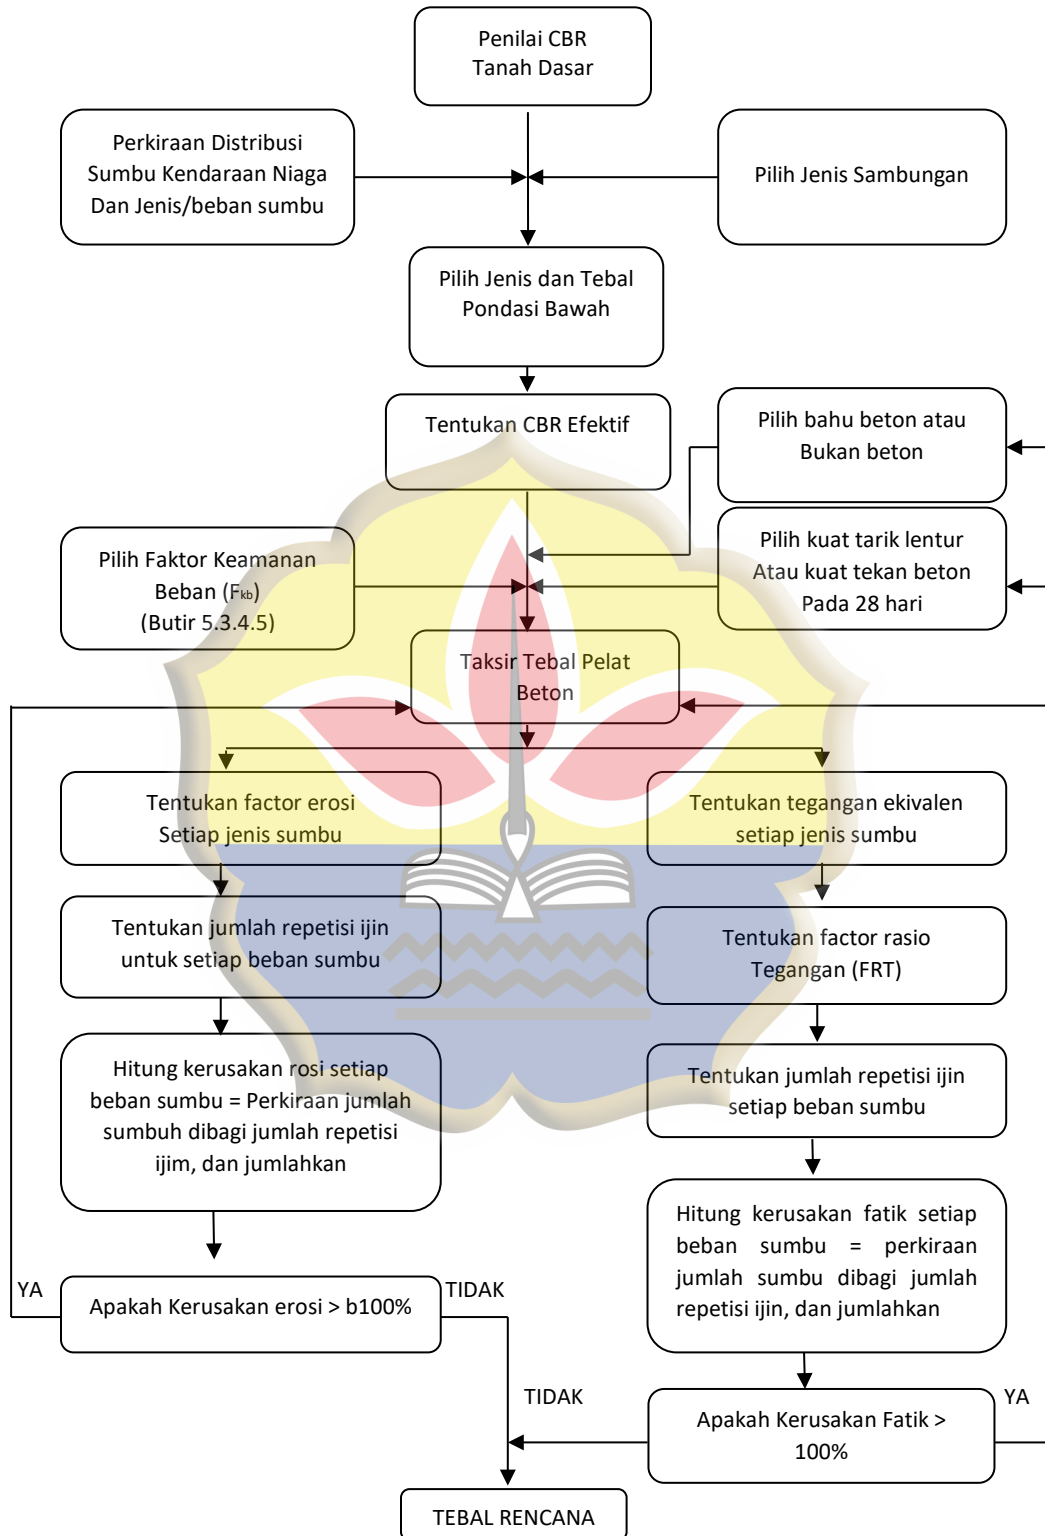 Penilai CBR
Tanah Dasar
Perkiraan Distribusi
Sumbu Kendaraan Niaga
Dan Jenis/beban sumbu
Pilih Jenis Sambungan
Pilih Jenis dan Tebal
Pondasi Bawah
Tentukan CBR Efektif
Pilih bahu beton atau
Bukan beton
Pilih Faktor Keamanan
Beban (Fkb)
(Butir 5.3.4.5)
Pilih kuat tarik lentur
Atau kuat tekan beton
Pada 28 hari
Taksir Tebal Pelat
Beton
Tentukan factor erosi
Setiap jenis sumbu
Tentukan tegangan ekivalen
setiap jenis sumbu
Tentukan jumlah repetisi ijin
untuk setiap beban sumbu
Tentukan factor rasio
Tegangan (FRT)
Hitung kerusakan rosi setiap
beban sumbu = Perkiraan jumlah
sumbuh dibagi jumlah repetisi
ijim, dan jumlahkan
Tentukan jumlah repetisi ijin
setiap beban sumbu
Hitung kerusakan fatik setiap
beban sumbu = perkiraan
jumlah sumbu dibagi jumlah
repetisi ijin, dan jumlahkan
YA
Apakah Kerusakan erosi > b100%
TIDAK
TIDAK
Apakah Kerusakan Fatik >
100%
YA
TEBAL RENCANA